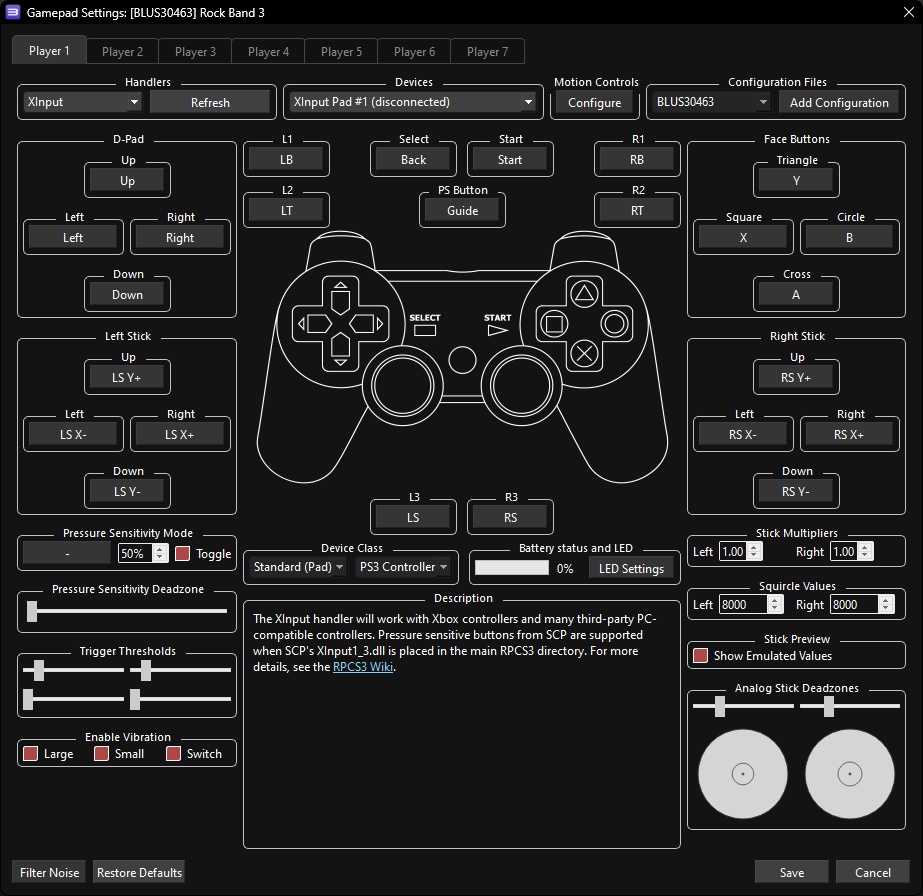 Gamepad Settings: [BLUS30463] Rock Band 3
Player 1 Player 2 Player 3 Player 4 Player 5 Player 6 Player 7
Handlers Devices Motion Controls Configuration Files
XInput Refresh XInput Pad #1 (disconnected) Configure BLUS30463 Add Configuration
D-Pad L1 Select Start R1 Face Buttons
Up LB Back Start RB Triangle
Up Y
L2 PS Button R2
LT Guide RT
Left Right Square Circle
Left Right X B
Down Cross
Down A
SELECT START
Left Stick Right Stick
Up Up
LS Y+ RS Y+
Left Right Left Right
LS X- LS X+ RS X- RS X+
Down Down
LS Y- RS Y-
L3 R3
LS RS
Pressure Sensitivity Mode Stick Multipliers
- 50% Toggle Left 1.00 Right 1.00
Device Class Battery status and LED
Standard (Pad) PS3 Controller 0% LED Settings
Pressure Sensitivity Deadzone Squircle Values
Left 8000 Right 8000
Description
The XInput handler will work with Xbox controllers and many third-party PC-
compatible controllers. Pressure sensitive buttons from SCP are supported
when SCP's XInput1_3.dll is placed in the main RPCS3 directory. For more
details, see the RPCS3 Wiki.
Stick Preview
Show Emulated Values
Trigger Thresholds
Analog Stick Deadzones
Enable Vibration
Large Small Switch
Filter Noise Restore Defaults Save Cancel